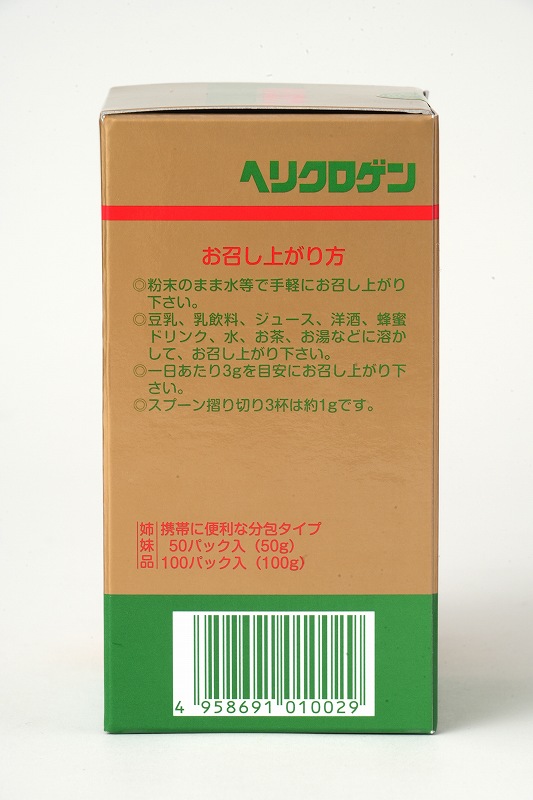 ヘリクロゲン
お召し上がり方
◎粉末のまま水等で手軽にお召し上がり
下さい。
◎豆乳、乳飲料、ジュース、洋酒、蜂蜜
ドリンク、水、お茶、お湯などに溶か
して、お召し上がり下さい。
◎一日あたり3gを目安にお召し上がり下
さい。
◎スプーン摺り切り3杯は約1gです。
姉妹品
携帯に便利な分包タイプ
50パック入（50g）
100パック入（100g）
4 958691 010029